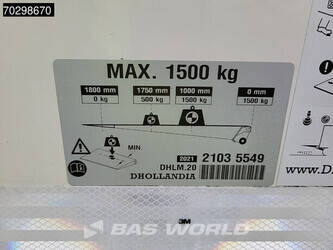 70298670
MAX. 1500 kg
1800 mm 1750 mm 1000 mm 0 mm
0 kg 500 kg 1500 kg 1500 kg
MIN.
2021 2103 5549
DHLM.20
DHOLLANDIA
3M
BAS WORLD